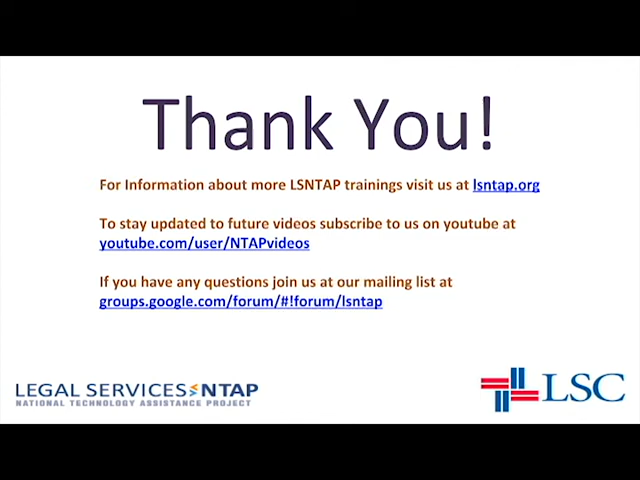 Thank You!
For Information about more LSNTAP trainings visit us at lsntap.org
To stay updated to future videos subscribe to us on youtube at
youtube.com/user/NTAPvideos
If you have any questions join us at our mailing list at
groups.google.com/forum/#!forum/lsntap
LEGAL SERVICES NTAP
NATIONAL TECHNOLOGY ASSISTANCE PROJECT
LSC